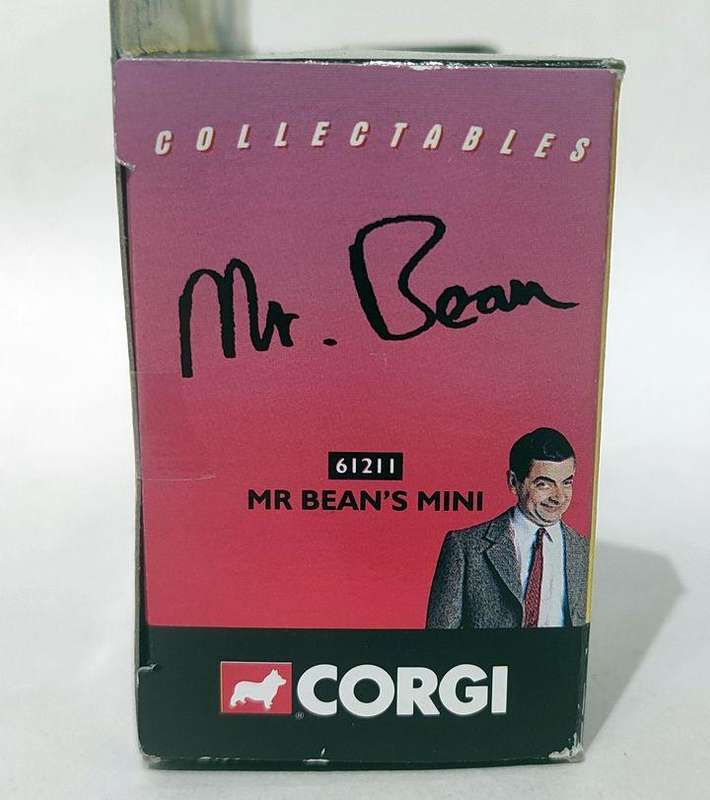 COLLECTABLES
Mr. Bean
61211
MR BEAN'S MINI
CORGI
®